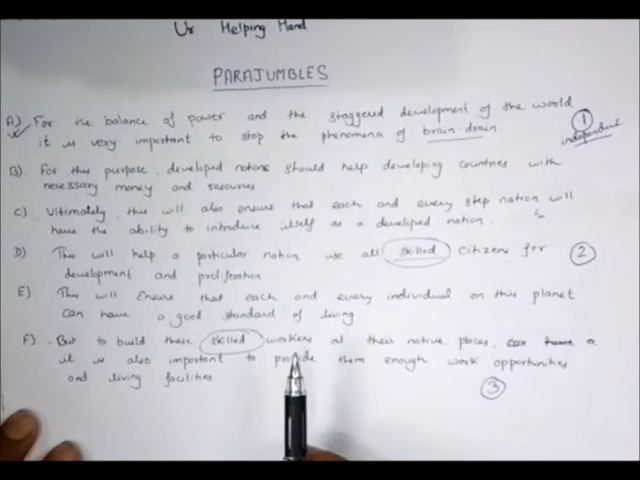 Ur Helping Hand
PARAJUMBLES
A) For the balance of power and the staggered development of the world
it is very important to stop the phenomena of brain-drain
1
independent
B) For this purpose, developed nations should help developing countries with
necessary money and resources
C) Ultimately, this will also ensure that each and every step nation will
have the ability to introduce itself as a developed nation.
D) This will help a particular nation use all skilled citizens for
development and proliferation.
2
E) This will Ensure that each and every individual on this planet
can have a good standard of living.
F) But to build these skilled workers at their native places, can have a
it is also important to provide them enough work opportunities
and living facilities
3